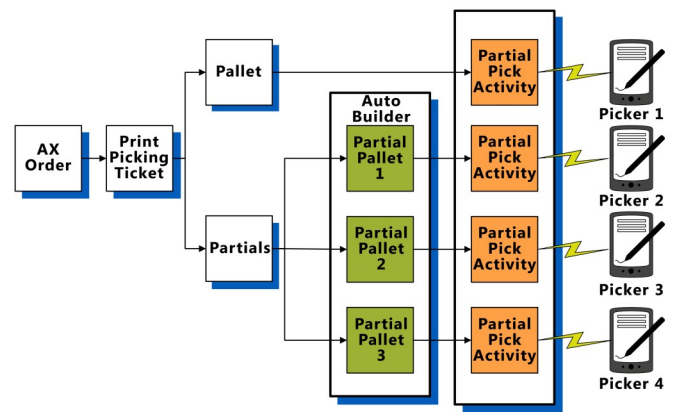 AX
Order
Print
Picking
Ticket
Pallet
Partials
Auto
Builder
Partial
Pallet
1
Partial
Pallet
2
Partial
Pallet
3
Partial
Pick
Activity
Partial
Pick
Activity
Partial
Pick
Activity
Partial
Pick
Activity
Picker 1
Picker 2
Picker 3
Picker 4